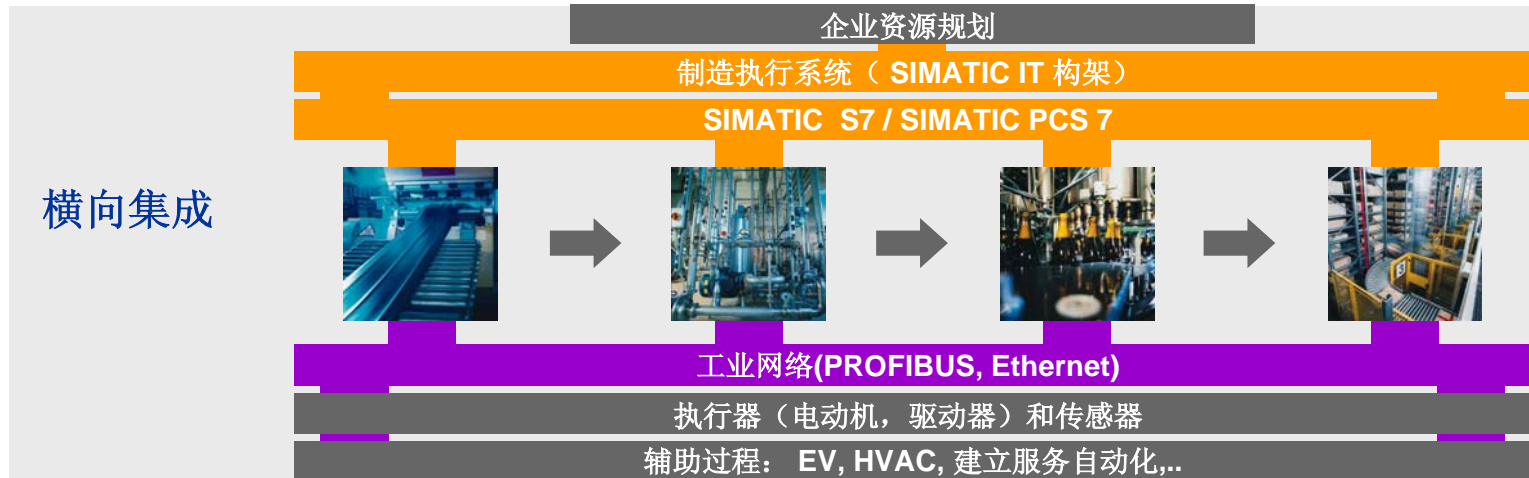 企业资源规划
制造执行系统（ SIMATIC IT 构架）
SIMATIC  S7 / SIMATIC PCS 7
横向集成
工业网络(PROFIBUS, Ethernet)
执行器（电动机，驱动器）和传感器
辅助过程： EV, HVAC, 建立服务自动化,..